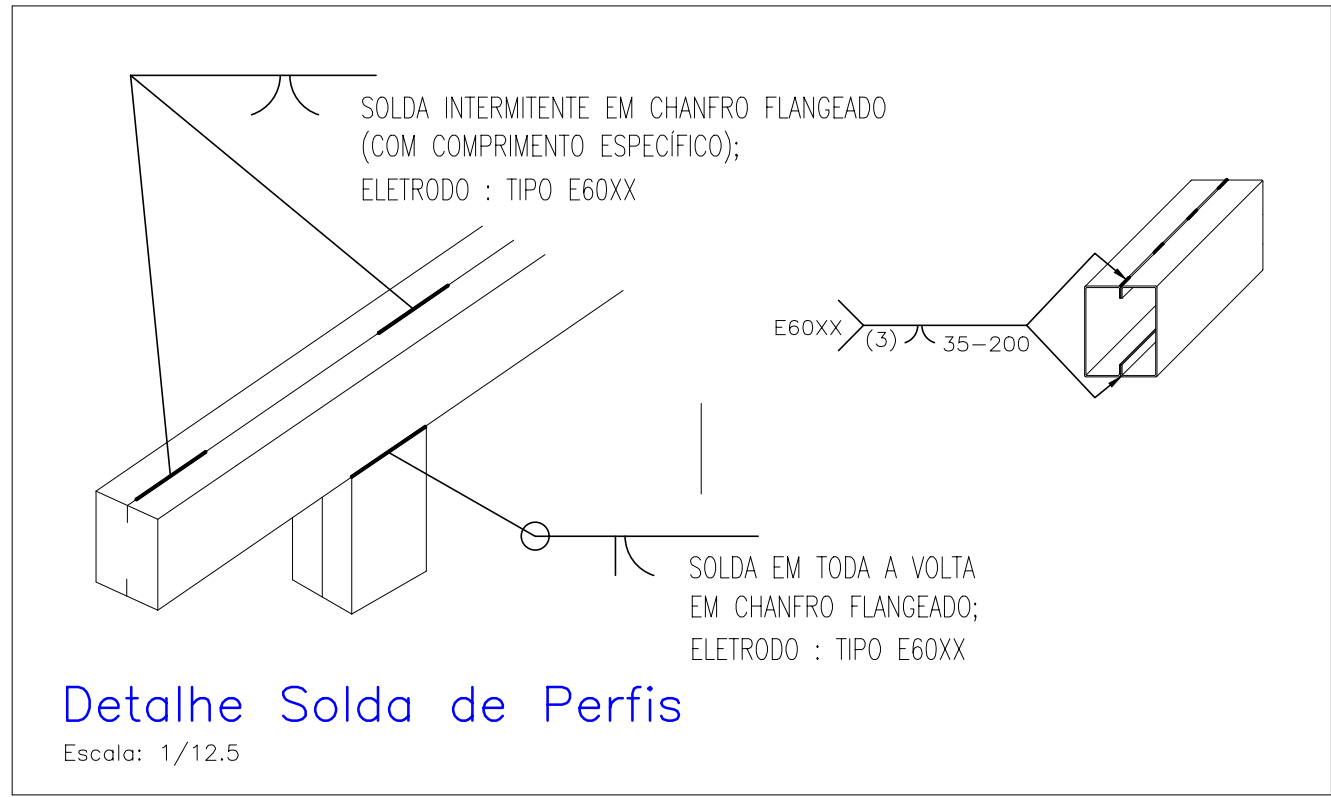 SOLDA INTERMITENTE EM CHANFRO FLANGEADO
(COM COMPRIMENTO ESPECÍFICO);
ELETRODO : TIPO E60XX
E60XX
(3)
35-200
SOLDA EM TODA A VOLTA
EM CHANFRO FLANGEADO;
ELETRODO : TIPO E60XX
Detalhe Solda de Perfis
Escala: 1/12.5